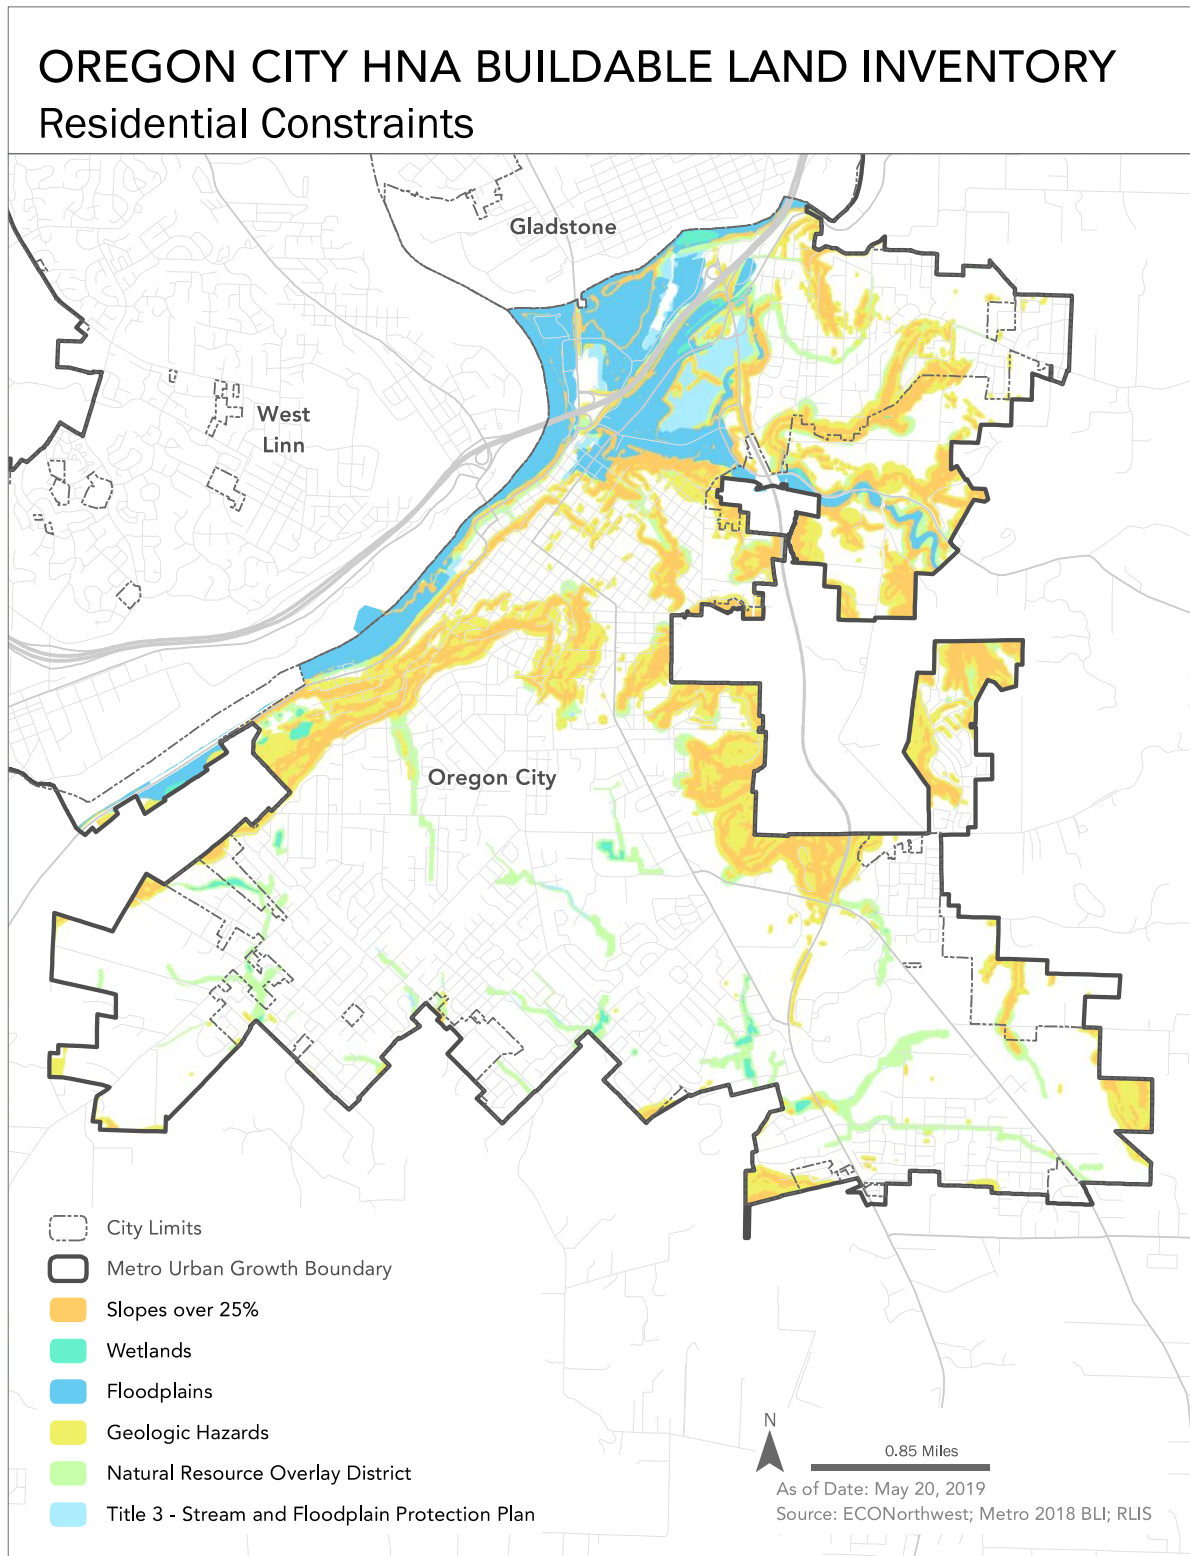 OREGON CITY HNA BUILDABLE LAND INVENTORY
Residential Constraints
Gladstone
West
Linn
Oregon City
City Limits
Metro Urban Growth Boundary
Slopes over 25%
Wetlands
Floodplains
Geologic Hazards
Natural Resource Overlay District
Title 3 - Stream and Floodplain Protection Plan
N
0.85 Miles
As of Date: May 20, 2019
Source: ECONorthwest; Metro 2018 BLI; RLIS